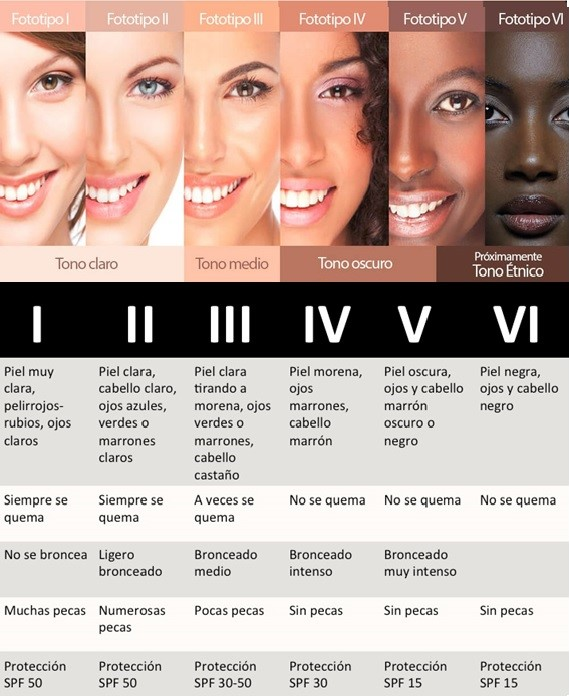 Fototipo I Fototipo II Fototipo III Fototipo IV Fototipo V Fototipo VI
Tono claro Tono medio Tono oscuro Próximamente
Tono Étnico
I II III IV V VI
Piel muy
clara,
pelirrojos-
rubios, ojos
claros
Piel clara,
cabello claro,
ojos azules,
verdes o
marrones
claros
Piel clara
tirando a
morena, ojos
verdes o
marrones,
cabello
castaño
Piel morena,
ojos
marrones,
cabello
marrón
Piel oscura,
ojos y cabello
marrón
oscuro o
negro
Piel negra,
ojos y cabello
negro
Siempre se
quema
Siempre se
quema
A veces se
quema
No se quema
No se quema
No se quema
No se broncea
Ligero
bronceado
Bronceado
medio
Bronceado
intenso
Bronceado
muy intenso
Muchas pecas
Numerosas
pecas
Pocas pecas
Sin pecas
Sin pecas
Sin pecas
Protección
SPF 50
Protección
SPF 50
Protección
SPF 30-50
Protección
SPF 30
Protección
SPF 15
Protección
SPF 15